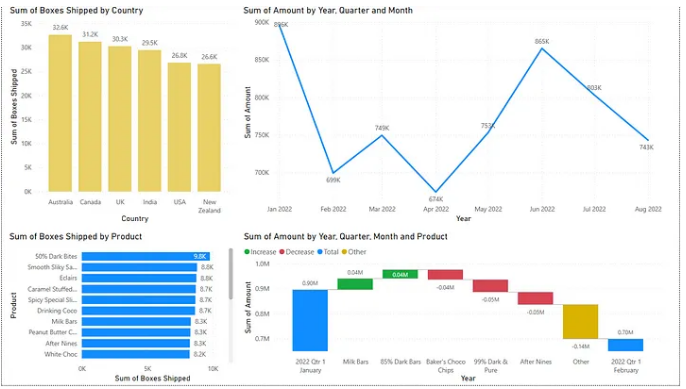 Sum of Boxes Shipped by Country
35K
30K
25K
20K
15K
10K
5K
0K
Sum of Boxes Shipped
32.6K
31.2K
30.3K
29.5K
26.8K
26.6K
Australia
Canada
UK
India
USA
New
Zealand
Country
Sum of Amount by Year, Quarter and Month
900K
850K
800K
750K
700K
Sum of Amount
896K
699K
749K
674K
753K
865K
803K
743K
Jan 2022
Feb 2022
Mar 2022
Apr 2022
May 2022
Jun 2022
Jul 2022
Aug 2022
Year
Sum of Boxes Shipped by Product
Product
50% Dark Bites 9.8K
Smooth Sliky Sa... 8.8K
Eclairs 8.8K
Caramel Stuffed... 8.7K
Spicy Special Sli... 8.7K
Drinking Coco 8.7K
Milk Bars 8.3K
Peanut Butter C... 8.3K
After Nines 8.3K
White Choc 8.2K
0K
5K
10K
Sum of Boxes Shipped
Sum of Amount by Year, Quarter, Month and Product
Increase Decrease Total Other
1.0M
0.9M
0.8M
0.7M
Sum of Amount
0.90M
0.04M
0.04M
-0.04M
-0.05M
-0.14M
0.70M
2022 Qtr 1
January
Milk Bars
85% Dark Bars
Baker's Choco
Chips
99% Dark &
Pure
After Nines
Other
2022 Qtr 1
February
Year